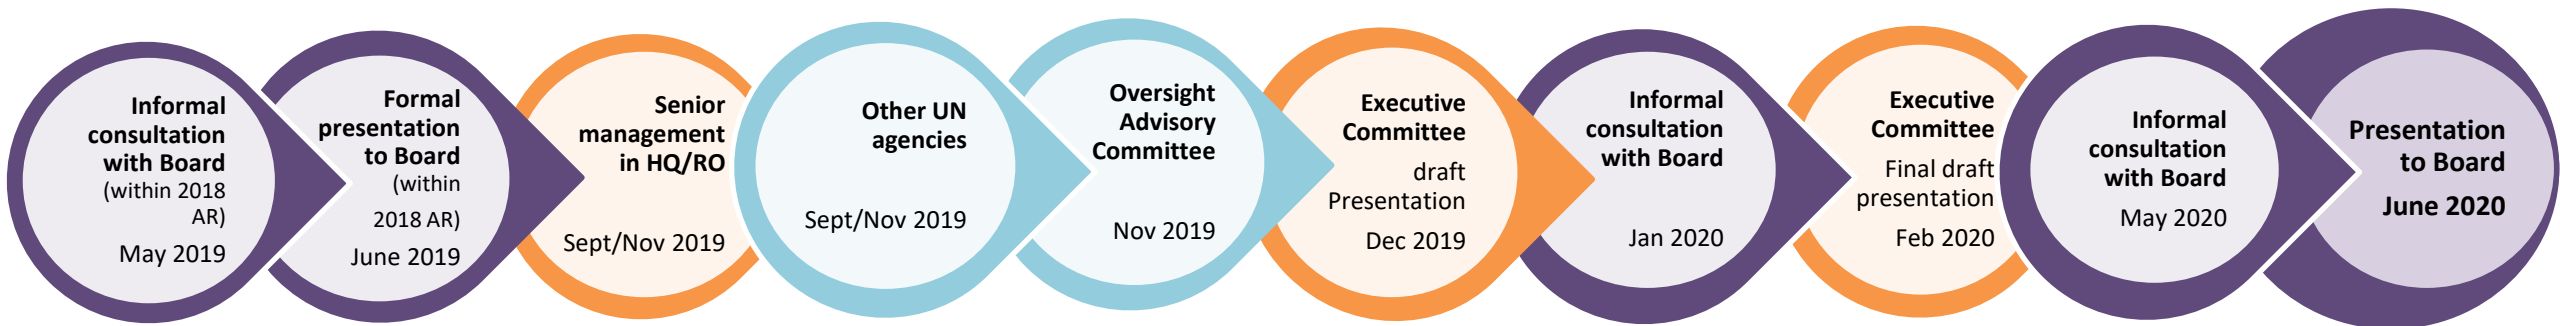 Informal
consultation
with Board
(within 2018
AR)
May 2019
Formal
presentation
to Board
(within
2018 AR)
June 2019
Senior
management
in HQ/RO
Sept/Nov 2019
Other UN
agencies
Sept/Nov 2019
Oversight
Advisory
Committee
Nov 2019
Executive
Committee
draft
Presentation
Dec 2019
Informal
consultation
with Board
Jan 2020
Executive
Committee
Final draft
presentation
Feb 2020
Informal
consultation
with Board
May 2020
Presentation
to Board
June 2020